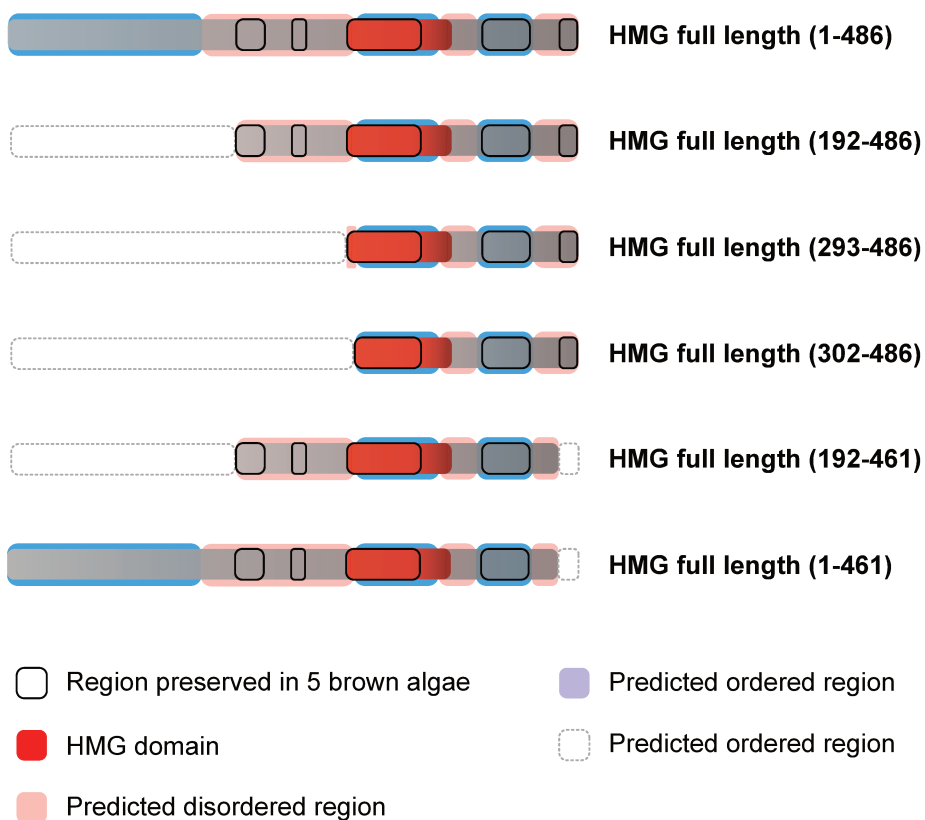 HMG full length (1-486)
HMG full length (192-486)
HMG full length (293-486)
HMG full length (302-486)
HMG full length (192-461)
HMG full length (1-461)
Region preserved in 5 brown algae
Predicted ordered region
HMG domain
Predicted ordered region
Predicted disordered region